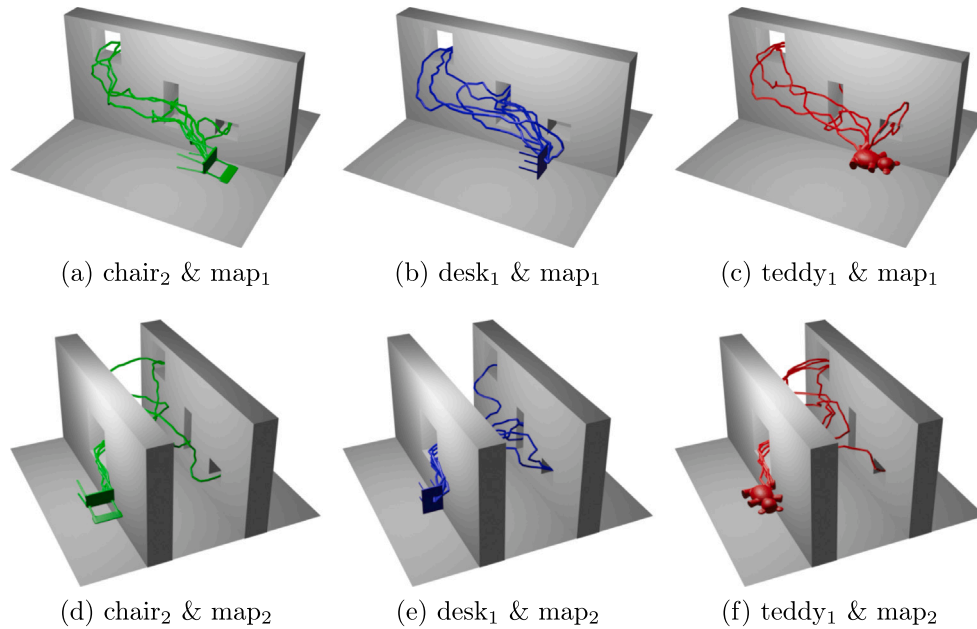 (a) chair₂ & map₁
(b) desk₁ & map₁
(c) teddy₁ & map₁
(d) chair₂ & map₂
(e) desk₁ & map₂
(f) teddy₁ & map₂